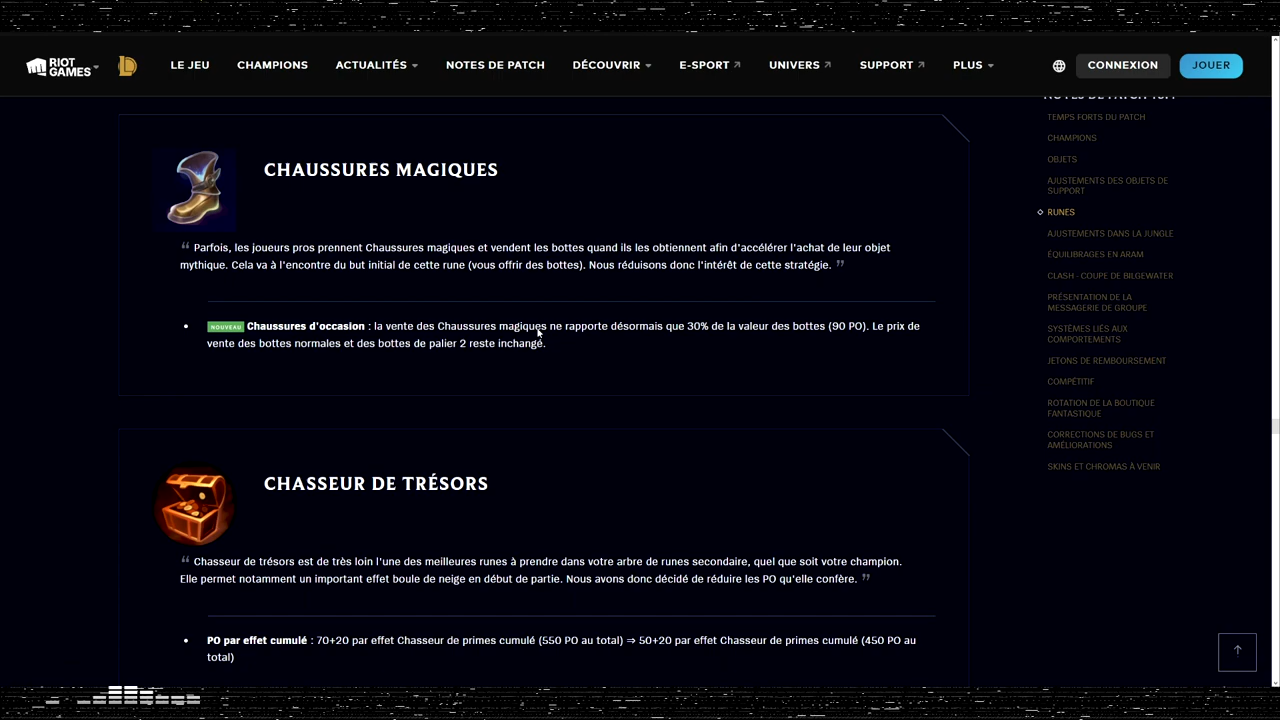 RIOT GAMES
LE JEU
CHAMPIONS
ACTUALITÉS
NOTES DE PATCH
DÉCOUVRIR
E-SPORT
UNIVERS
SUPPORT
PLUS
CONNEXION
JOUER
CHAUSSURES MAGIQUES
“ Parfois, les joueurs pros prennent Chaussures magiques et vendent les bottes quand ils les obtiennent afin d'accélérer l'achat de leur objet
mythique. Cela va à l'encontre du but initial de cette rune (vous offrir des bottes). Nous réduisons donc l'intérêt de cette stratégie. ”
• NOUVEAU Chaussures d'occasion : la vente des Chaussures magiques ne rapporte désormais que 30% de la valeur des bottes (90 PO). Le prix de
vente des bottes normales et des bottes de palier 2 reste inchangé.
CHASSEUR DE TRÉSORS
“ Chasseur de trésors est de très loin l'une des meilleures runes à prendre dans votre arbre de runes secondaire, quel que soit votre champion.
Elle permet notamment un important effet boule de neige en début de partie. Nous avons donc décidé de réduire les PO qu'elle confère. ”
• PO par effet cumulé : 70+20 par effet Chasseur de primes cumulé (550 PO au total) ⇒ 50+20 par effet Chasseur de primes cumulé (450 PO au
total)
NOTES DE PATCH
TEMPS FORTS DU PATCH
CHAMPIONS
OBJETS
AJUSTEMENTS DES OBJETS DE
SUPPORT
RUNES
AJUSTEMENTS DANS LA JUNGLE
ÉQUILIBRAGES EN ARAM
CLASH - COUPE DE BILGEWATER
PRÉSENTATION DE LA
MESSAGERIE DE GROUPE
SYSTÈMES LIÉS AUX
COMPORTEMENTS
JETONS DE REMBOURSEMENT
COMPÉTITIF
ROTATION DE LA BOUTIQUE
FANTASTIQUE
CORRECTIONS DE BUGS ET
AMÉLIORATIONS
SKINS ET CHROMAS À VENIR